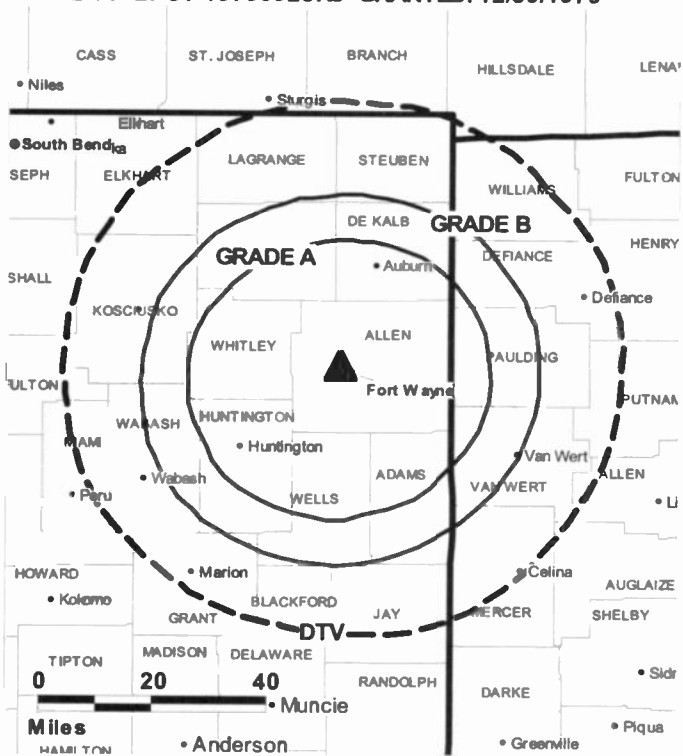 CASS
ST. JOSEPH
BRANCH
HILLSDALE
Niles
Sturgis
Elkhart
South Bend
LAGRANGE
STEUBEN
SEPH
ELKHART
WILLIAMS
FULTON
DE KALB
GRADE B
HENRY
GRADE A
DEFIANCE
Auburn
SHALL
Defiance
KOSCIUSKO
ALLEN
WHITLEY
PAULDING
ULTON
Fort Wayne
PUTNAM
HUNTINGTON
WABASH
MIAMI
Huntington
Van Wert
Wabash
ADAMS
ALLEN
VAN WERT
Peru
WELLS
HOWARD
Marion
Celina
AUGLAIZE
Kokomo
BLACKFORD
JAY
MERCER
SHELBY
GRANT
DTV
TIPTON
MADISON
DELAWARE
0 20 40
RANDOLPH
DARKE
Muncie
Miles
Piqua
HAMILTON
Anderson
Greenville